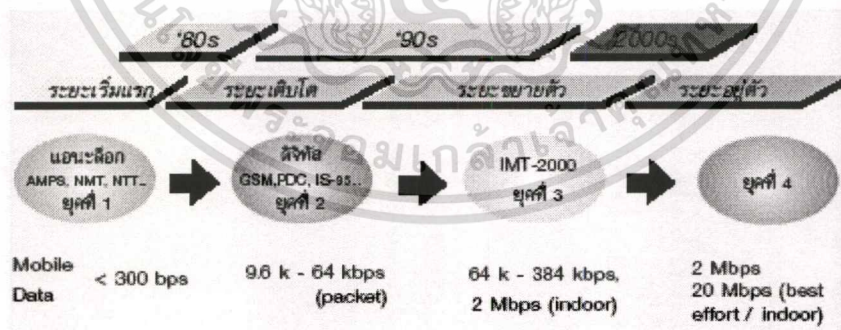 '80s '90s 2000s
ระยะเริ่มแรก ระยะเติบโต ระยะขยายตัว ระยะอยู่ตัว
แอนะล็อก
AMPS, NMT, NTT..
ยุคที่ 1
ดิจิทัล
GSM,PDC, IS-95..
ยุคที่ 2
IMT-2000
ยุคที่ 3
ยุคที่ 4
Mobile
Data
< 300 bps
9.6 k - 64 kbps
(packet)
64 k - 384 kbps,
2 Mbps (indoor)
2 Mbps
20 Mbps (best
effort / indoor)